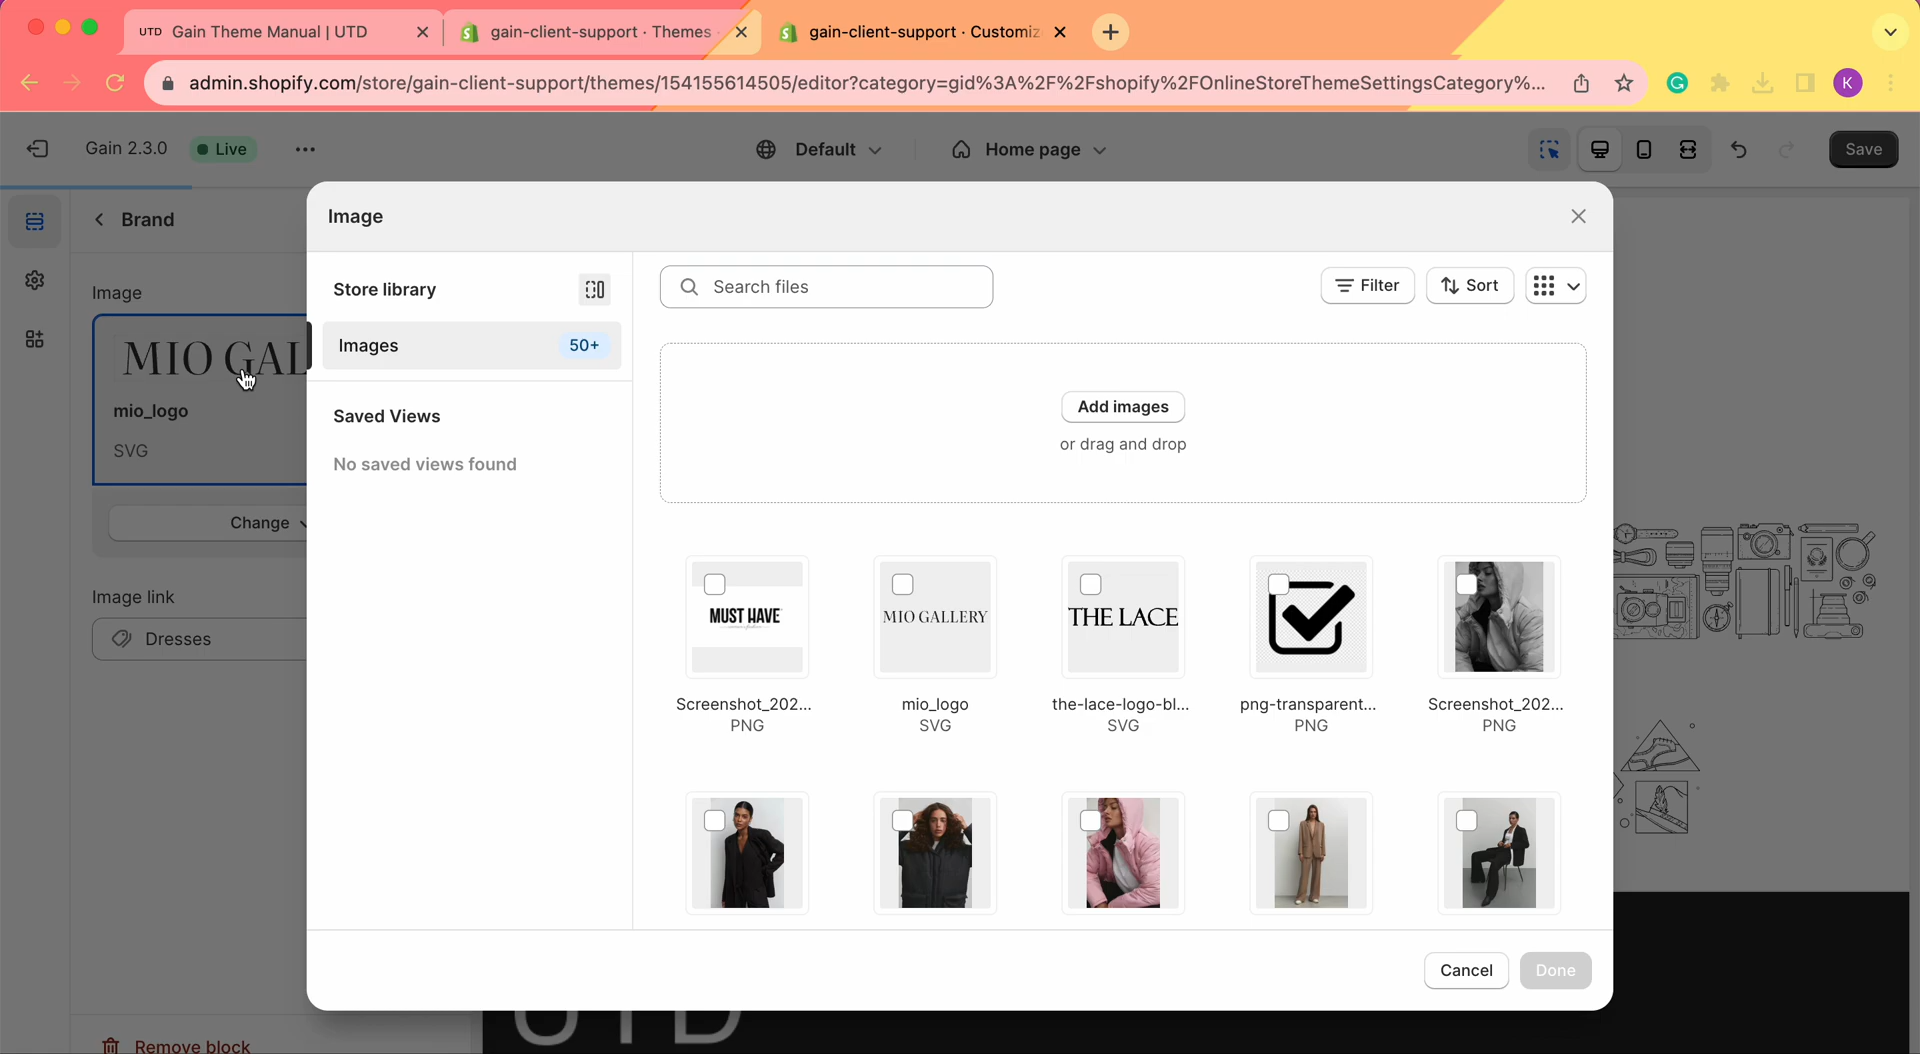 UTD Gain Theme Manual | UTD
gain-client-support · Themes
gain-client-support · Customiz
admin.shopify.com/store/gain-client-support/themes/154155614505/editor?category=gid%3A%2F%2Fshopify%2FOnlineStoreThemeSettingsCategory%...
K
Gain 2.3.0
Live
Default
Home page
Save
Brand
Image
MIO GAL
mio_logo
SVG
Change
Image link
Dresses
Remove block
Image
Store library
Images 50+
Saved Views
No saved views found
Search files
Filter
Sort
Add images
or drag and drop
MUST HAVE
MIO GALLERY
THE LACE
Screenshot_202...
PNG
mio_logo
SVG
the-lace-logo-bl...
SVG
png-transparent...
PNG
Screenshot_202...
PNG
Cancel
Done
UTD